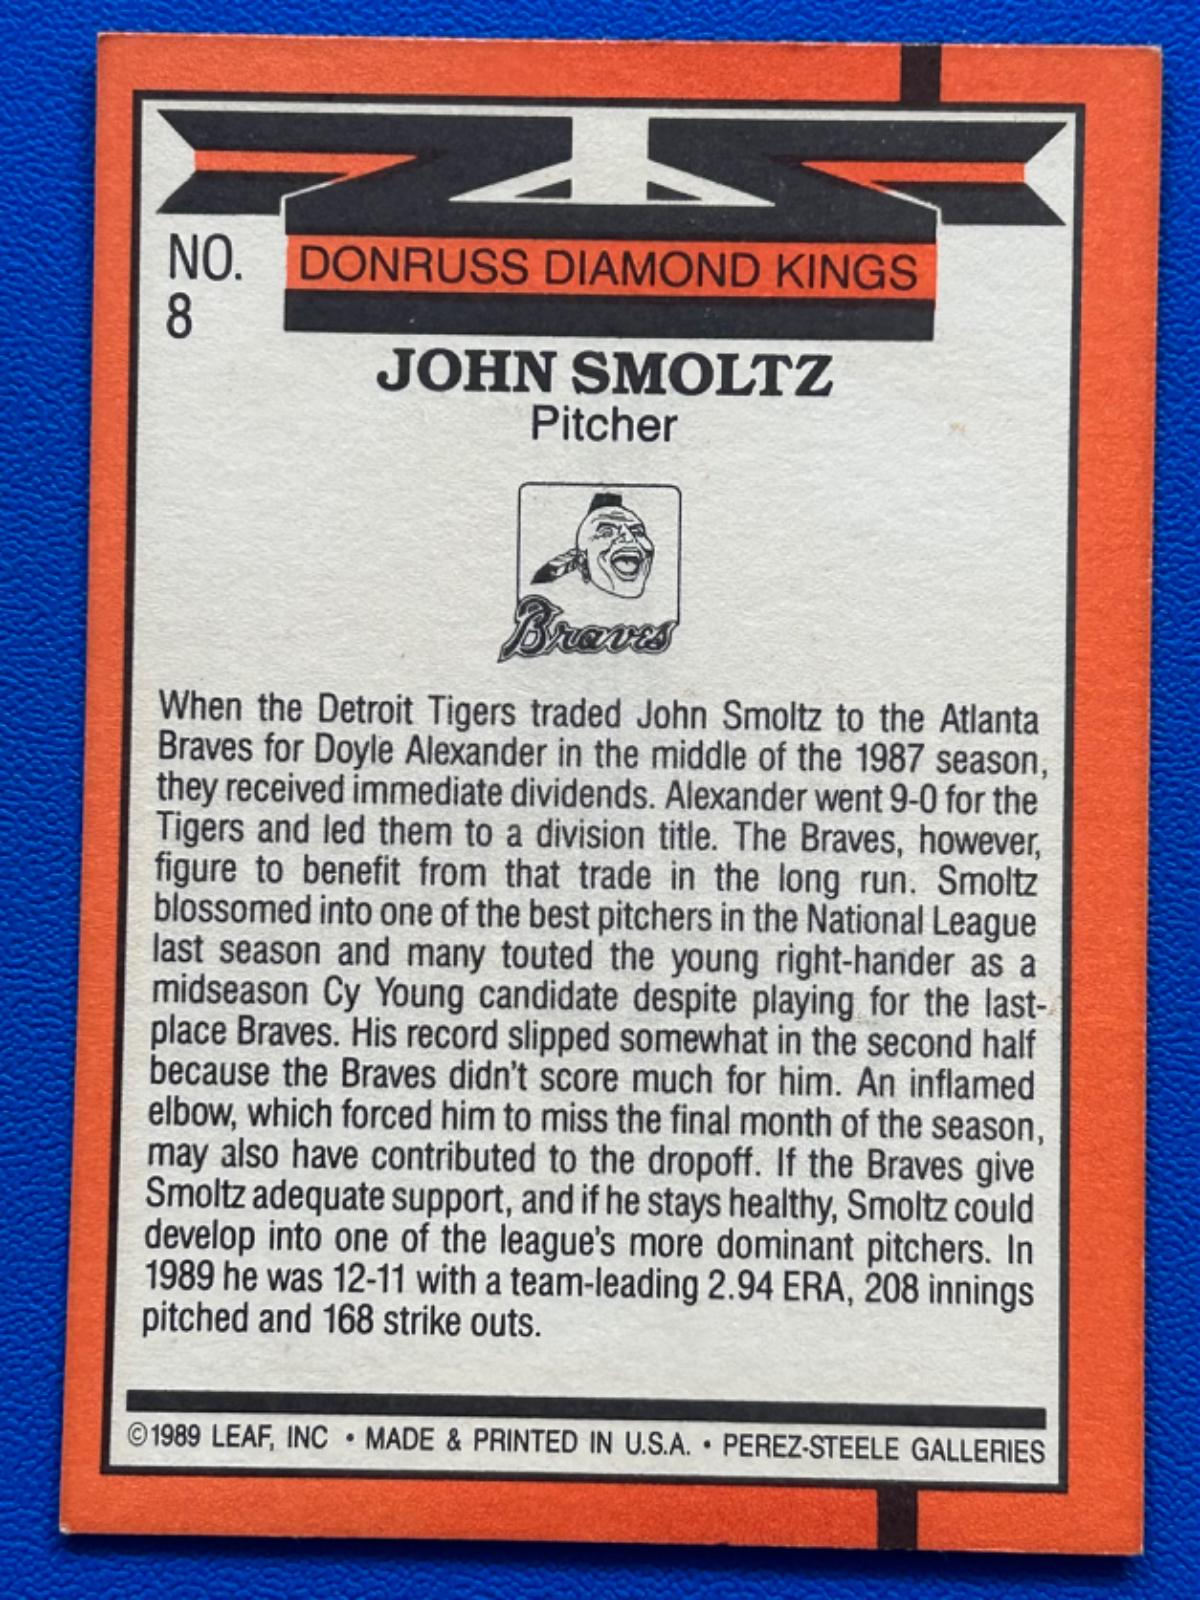 NO.
8
DONRUSS DIAMOND KINGS
JOHN SMOLTZ
Pitcher
Braves
When the Detroit Tigers traded John Smoltz to the Atlanta
Braves for Doyle Alexander in the middle of the 1987 season,
they received immediate dividends. Alexander went 9-0 for the
Tigers and led them to a division title. The Braves, however,
figure to benefit from that trade in the long run. Smoltz
blossomed into one of the best pitchers in the National League
last season and many touted the young right-hander as a
midseason Cy Young candidate despite playing for the last-
place Braves. His record slipped somewhat in the second half
because the Braves didn't score much for him. An inflamed
elbow, which forced him to miss the final month of the season,
may also have contributed to the dropoff. If the Braves give
Smoltz adequate support, and if he stays healthy, Smoltz could
develop into one of the league's more dominant pitchers. In
1989 he was 12-11 with a team-leading 2.94 ERA, 208 innings
pitched and 168 strike outs.
©1989 LEAF, INC • MADE & PRINTED IN U.S.A. • PEREZ-STEELE GALLERIES